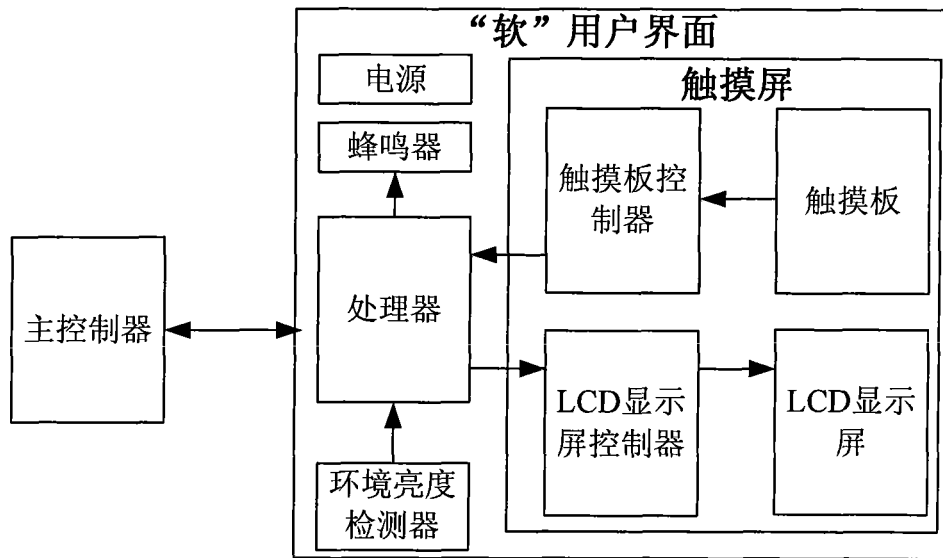 “软”用户界面
电源
触摸屏
蜂鸣器
触摸板控
制器
触摸板
主控制器
处理器
LCD显示
屏控制器
LCD显示
屏
环境亮度
检测器